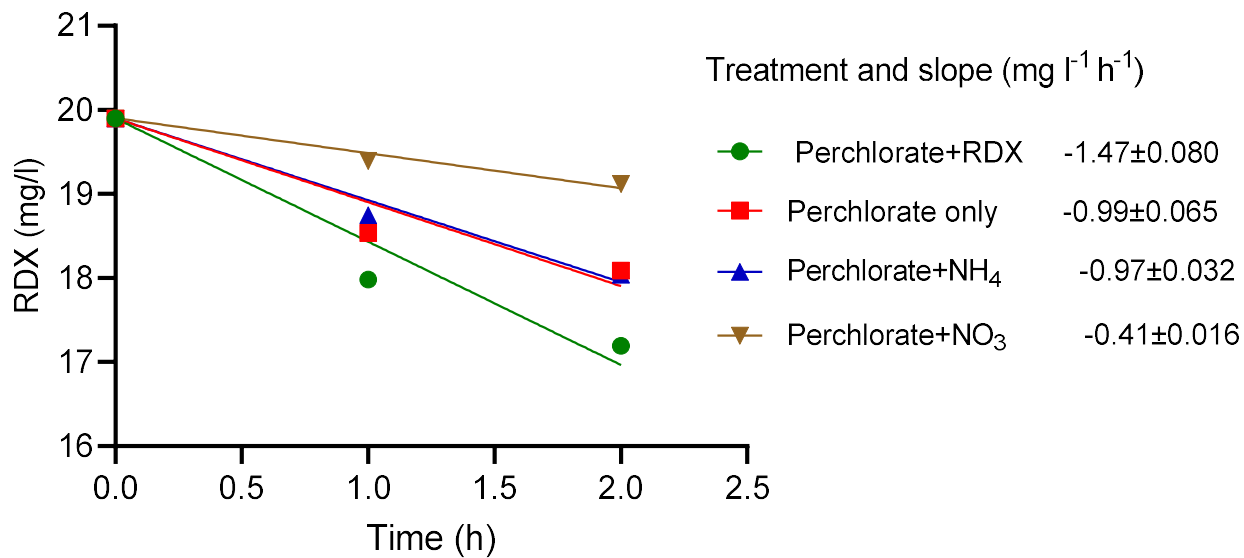 21
20
19
18
17
16
RDX (mg/l)
0.0 0.5 1.0 1.5 2.0 2.5
Time (h)
Treatment and slope (mg l⁻¹ h⁻¹)
Perchlorate+RDX -1.47±0.080
Perchlorate only -0.99±0.065
Perchlorate+NH₄ -0.97±0.032
Perchlorate+NO₃ -0.41±0.016